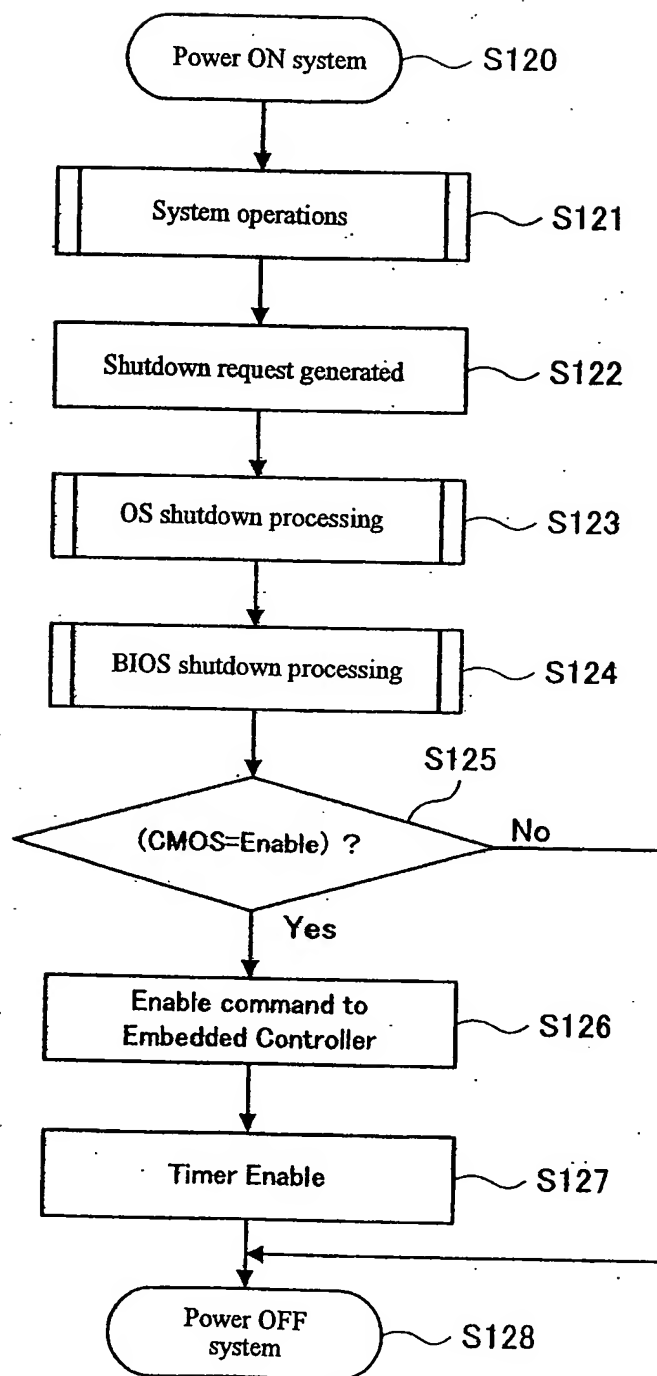 Power ON system
S120
System operations
S121
Shutdown request generated
S122
OS shutdown processing
S123
BIOS shutdown processing
S124
S125
(CMOS=Enable) ?
No
Yes
Enable command to
Embedded Controller
S126
Timer Enable
S127
Power OFF
system
S128